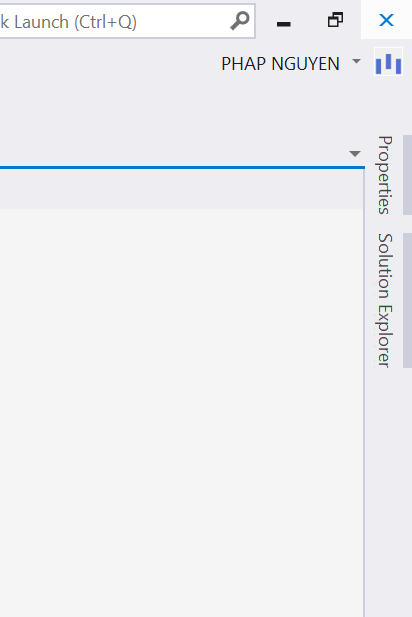 k Launch (Ctrl+Q)
PHAP NGUYEN
Properties
Solution Explorer